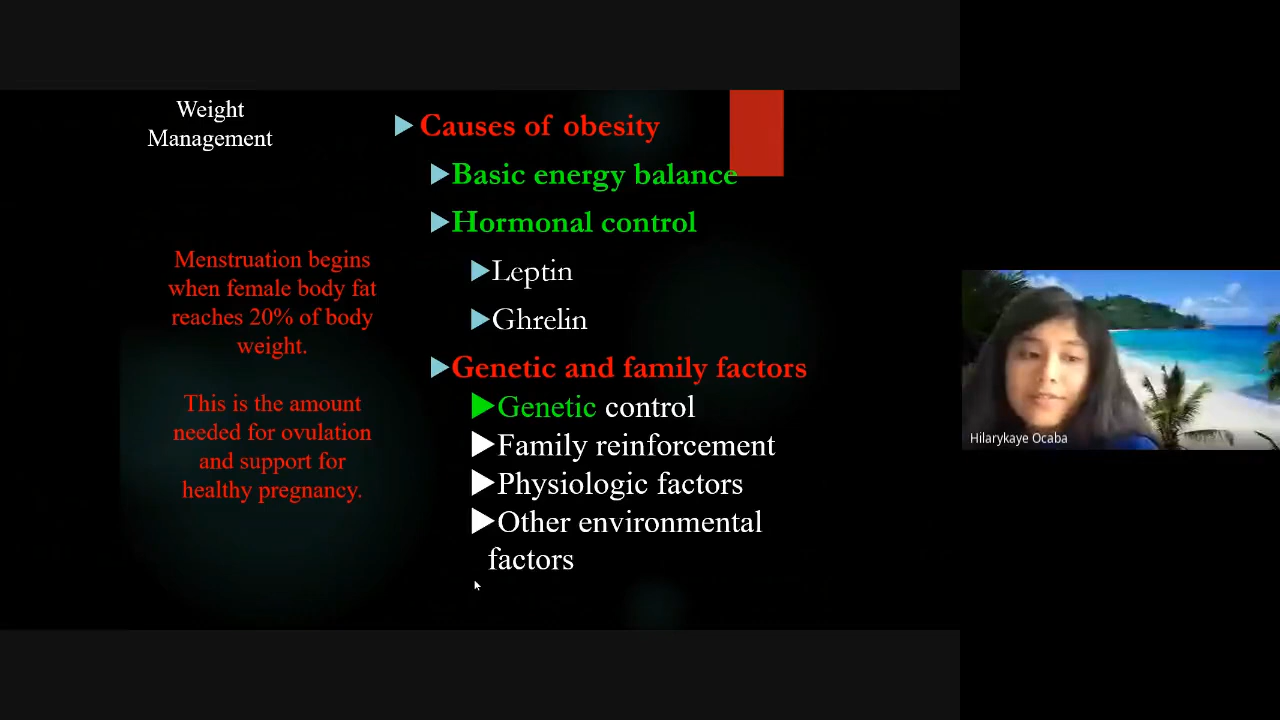 Weight
Management
Menstruation begins
when female body fat
reaches 20% of body
weight.
This is the amount
needed for ovulation
and support for
healthy pregnancy.
Causes of obesity
Basic energy balance
Hormonal control
Leptin
Ghrelin
Genetic and family factors
Genetic control
Family reinforcement
Physiologic factors
Other environmental
factors
Hilarykaye Ocaba